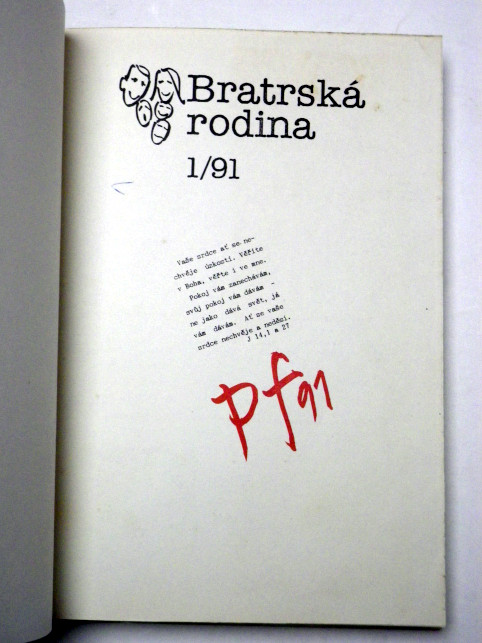 Bratrská
rodina
1/91
Vaše srdce ať se ne-
chvěje úzkostí. Věříte
v Boha, věřte i ve mne.
Pokoj vám zanechávám,
svůj pokoj vám dávám -
ne jako dává svět, já
vám dávám. Ať se vaše
srdce nechvěje a neděsí.
J 14,1 a 27
pf 91